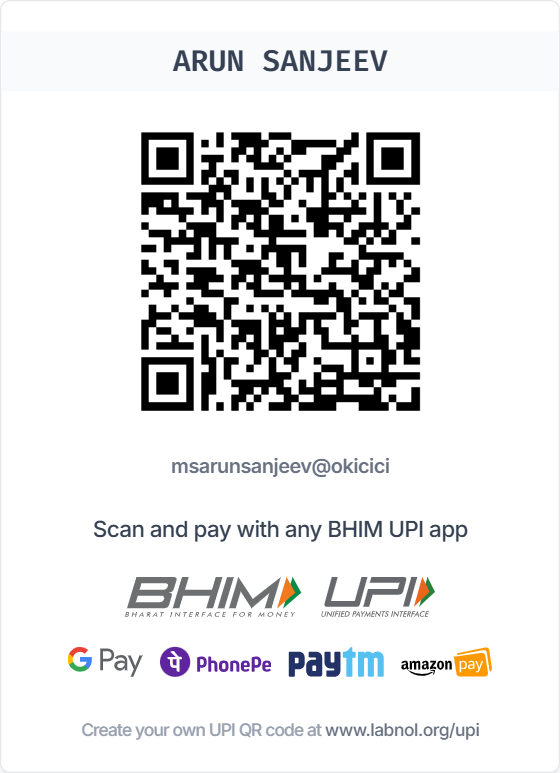 ARUN SANJEEV
msarunsanjeev@okicici
Scan and pay with any BHIM UPI app
BHIM UPI
BHARAT INTERFACE FOR MONEY UNIFIED PAYMENTS INTERFACE
G Pay पे PhonePe paytm amazon pay
Create your own UPI QR code at www.labnol.org/upi